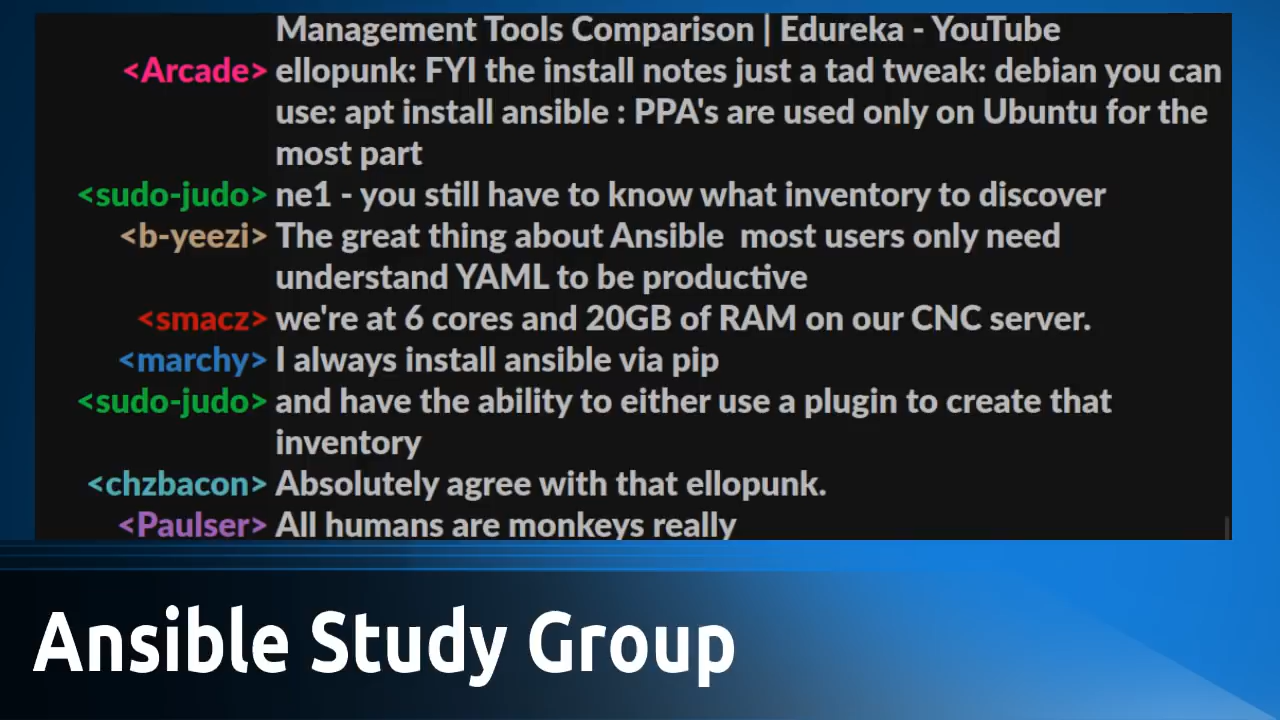 Management Tools Comparison | Edureka - YouTube
<Arcade> ellopunk: FYI the install notes just a tad tweak: debian you can
use: apt install ansible : PPA's are used only on Ubuntu for the
most part
<sudo-judo> ne1 - you still have to know what inventory to discover
<b-yeezi> The great thing about Ansible  most users only need
understand YAML to be productive
<smacz> we're at 6 cores and 20GB of RAM on our CNC server.
<marchy> I always install ansible via pip
<sudo-judo> and have the ability to either use a plugin to create that
inventory
<chzbacon> Absolutely agree with that ellopunk.
<Paulser> All humans are monkeys really
Ansible Study Group